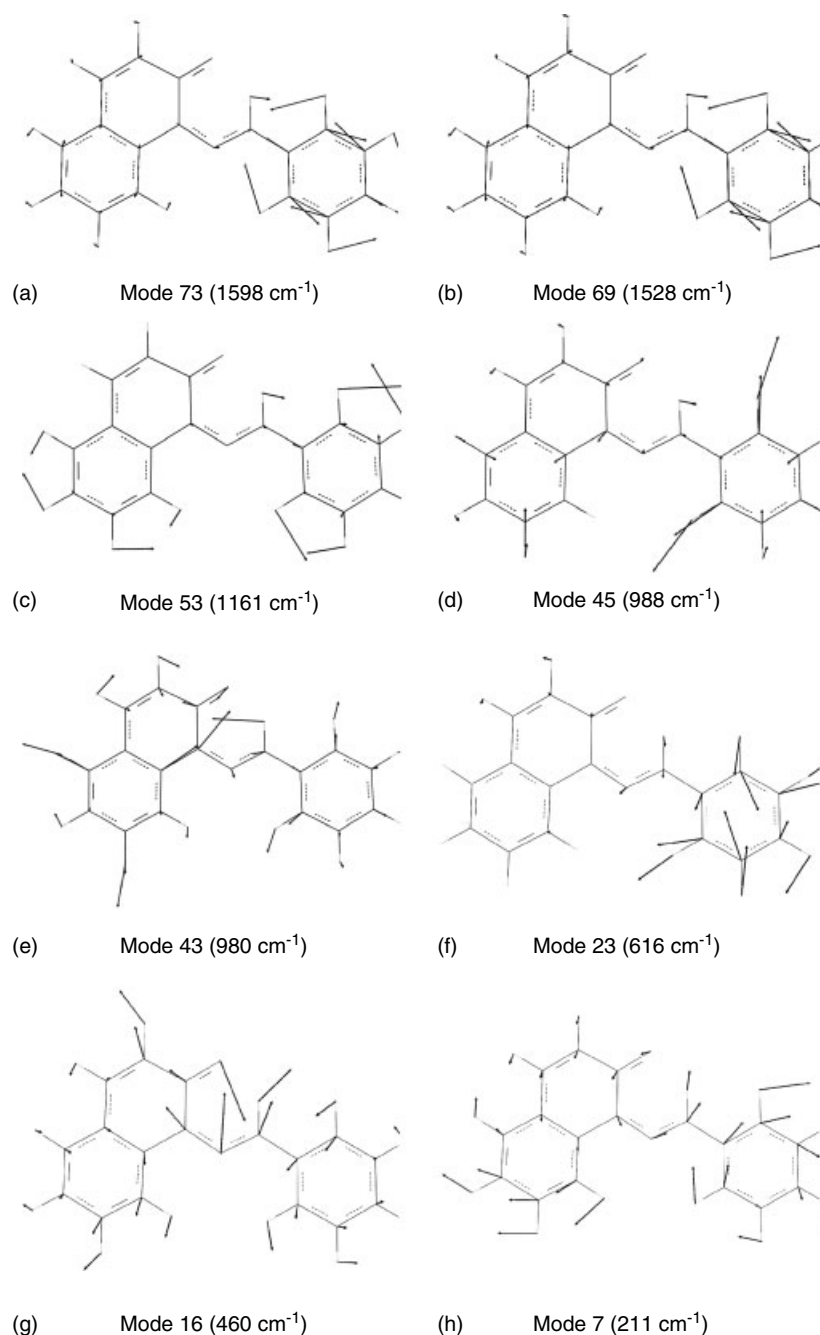 (a) Mode 73 (1598 cm-1)
(b) Mode 69 (1528 cm-1)
(c) Mode 53 (1161 cm-1)
(d) Mode 45 (988 cm-1)
(e) Mode 43 (980 cm-1)
(f) Mode 23 (616 cm-1)
(g) Mode 16 (460 cm-1)
(h) Mode 7 (211 cm-1)